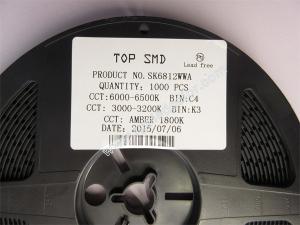 TOP SMD
Pb
Lead free
PRODUCT NO.SK6812WWA
QUANTITY: 1000 PCS
CCT:6000-6500K BIN:C4
CCT: 3000-3200K BIN:K3
CCT: AMBER 1800K
DATE: 2015/07/06